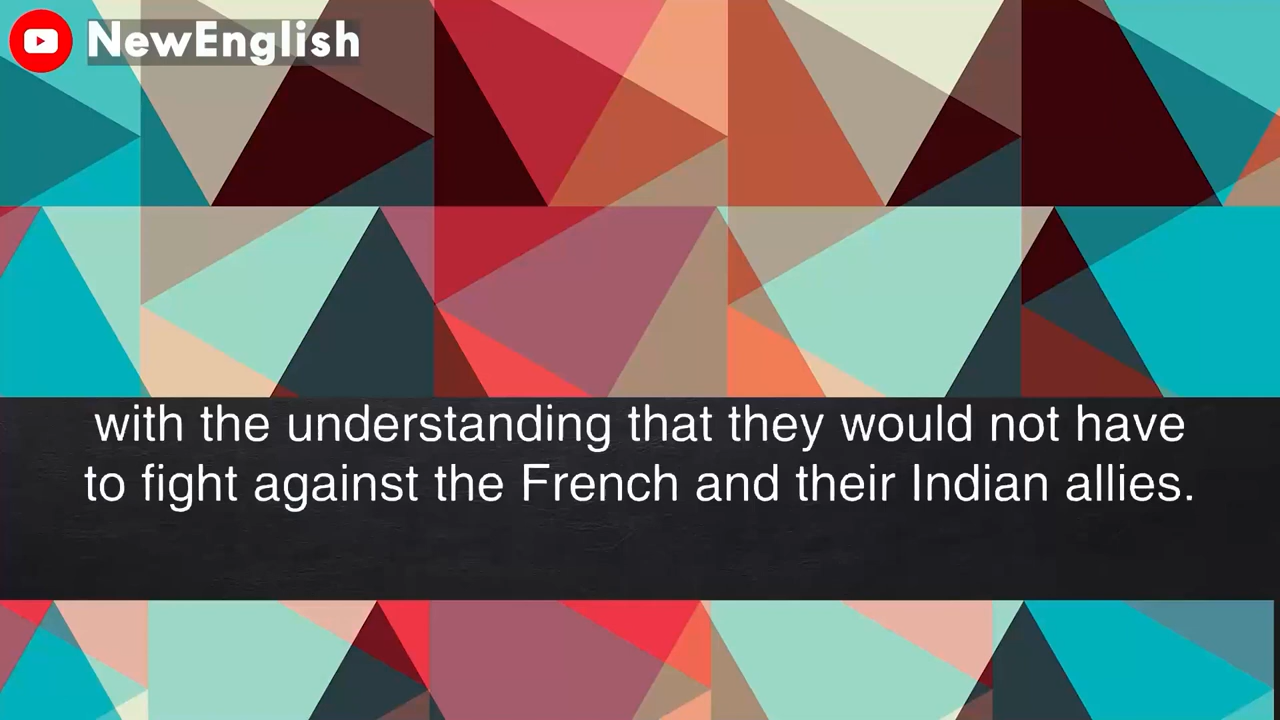 NewEnglish
with the understanding that they would not have
to fight against the French and their Indian allies.